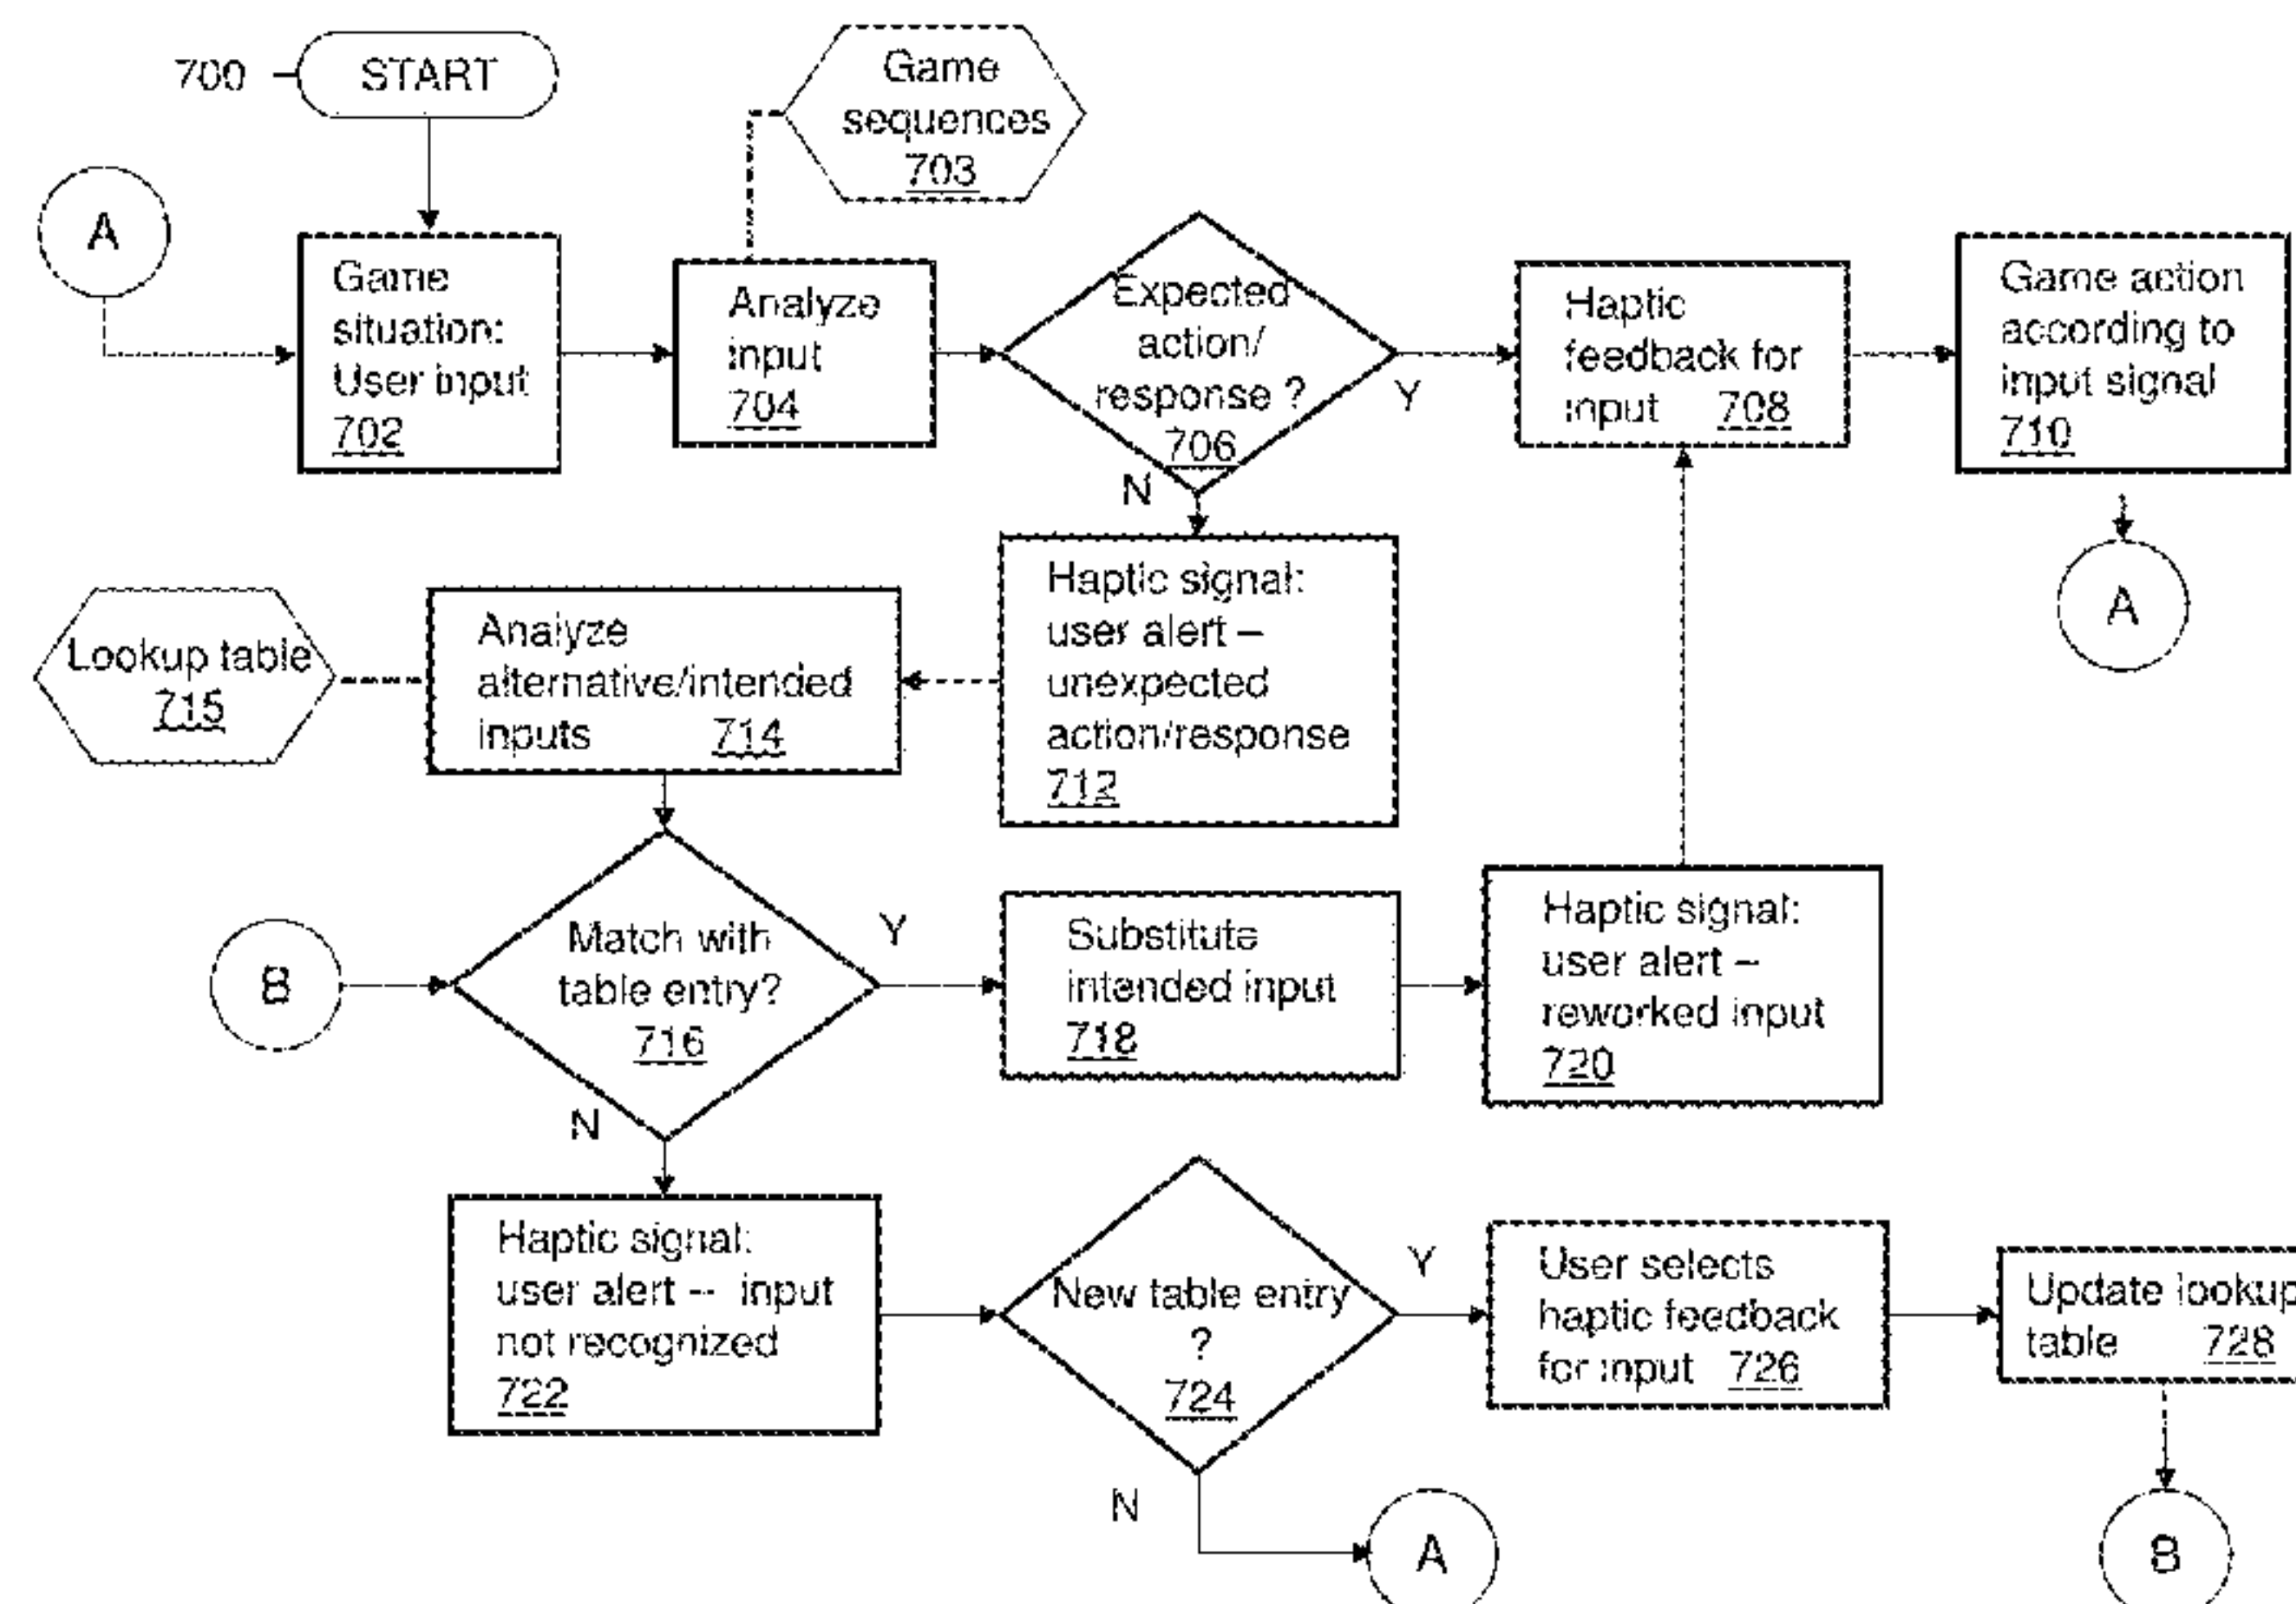 700
START
Game
sequences
703
A
Game
situation:
User input
702
Analyze
input
704
Expected
action/
response ?
706
Y
N
Haptic
feedback for
input 708
Game action
according to
input signal
710
A
Lookup table
715
Analyze
alternative/intended
inputs 714
Haptic signal:
user alert –
unexpected
action/response
712
B
Match with
table entry?
716
Y
N
Substitute
intended input
718
Haptic signal:
user alert –
reworked input
720
Haptic signal:
user alert -- input
not recognized
722
New table entry
?
724
Y
N
User selects
haptic feedback
for input 726
Update lookup
table 728
A
B